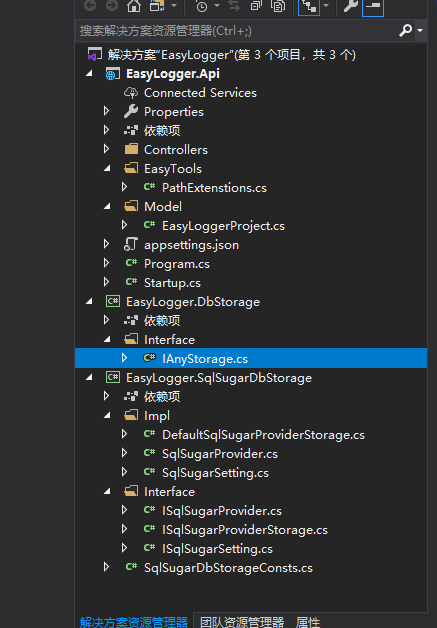 搜索解决方案资源管理器(Ctrl+;)
解决方案"EasyLogger"(第 3 个项目，共 3 个)
EasyLogger.Api
Connected Services
Properties
依赖项
Controllers
EasyTools
PathExtenstions.cs
Model
EasyLoggerProject.cs
appsettings.json
Program.cs
Startup.cs
EasyLogger.DbStorage
依赖项
Interface
IAnyStorage.cs
EasyLogger.SqlSugarDbStorage
依赖项
Impl
DefaultSqlSugarProviderStorage.cs
SqlSugarProvider.cs
SqlSugarSetting.cs
Interface
ISqlSugarProvider.cs
ISqlSugarProviderStorage.cs
ISqlSugarSetting.cs
SqlSugarDbStorageConsts.cs
解决方案资源管理器 团队资源管理器 属性